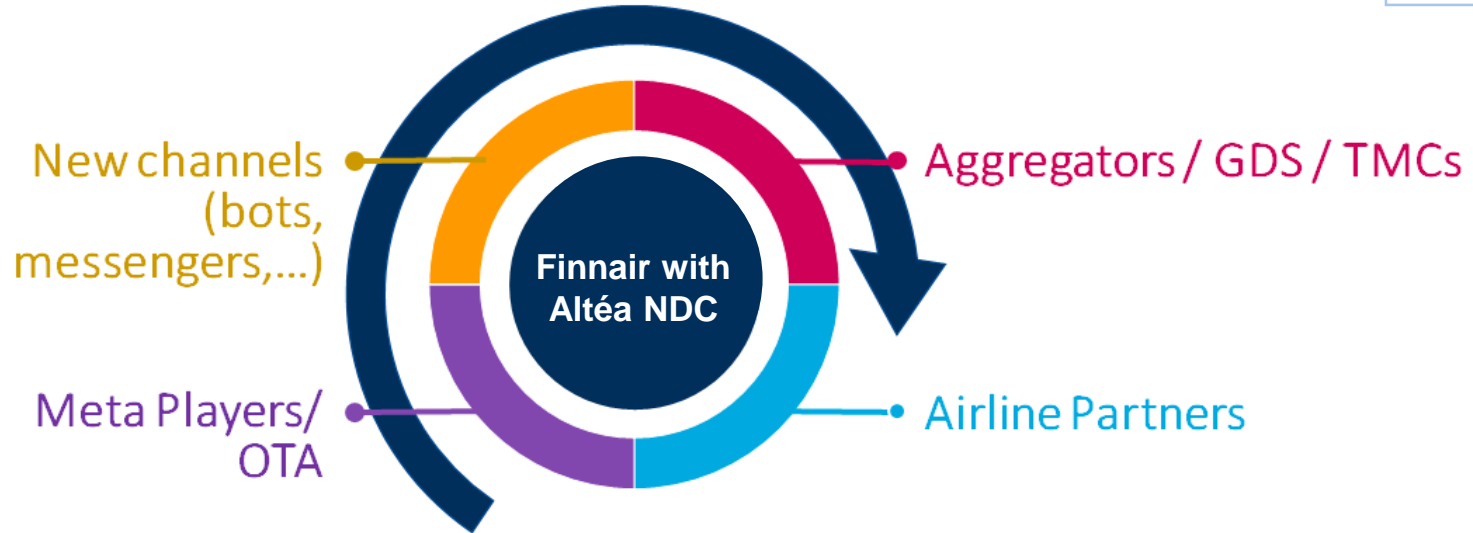 New channels
(bots,
messengers,...)
Aggregators / GDS / TMCs
Finnair with
Altéa NDC
Meta Players/
OTA
Airline Partners